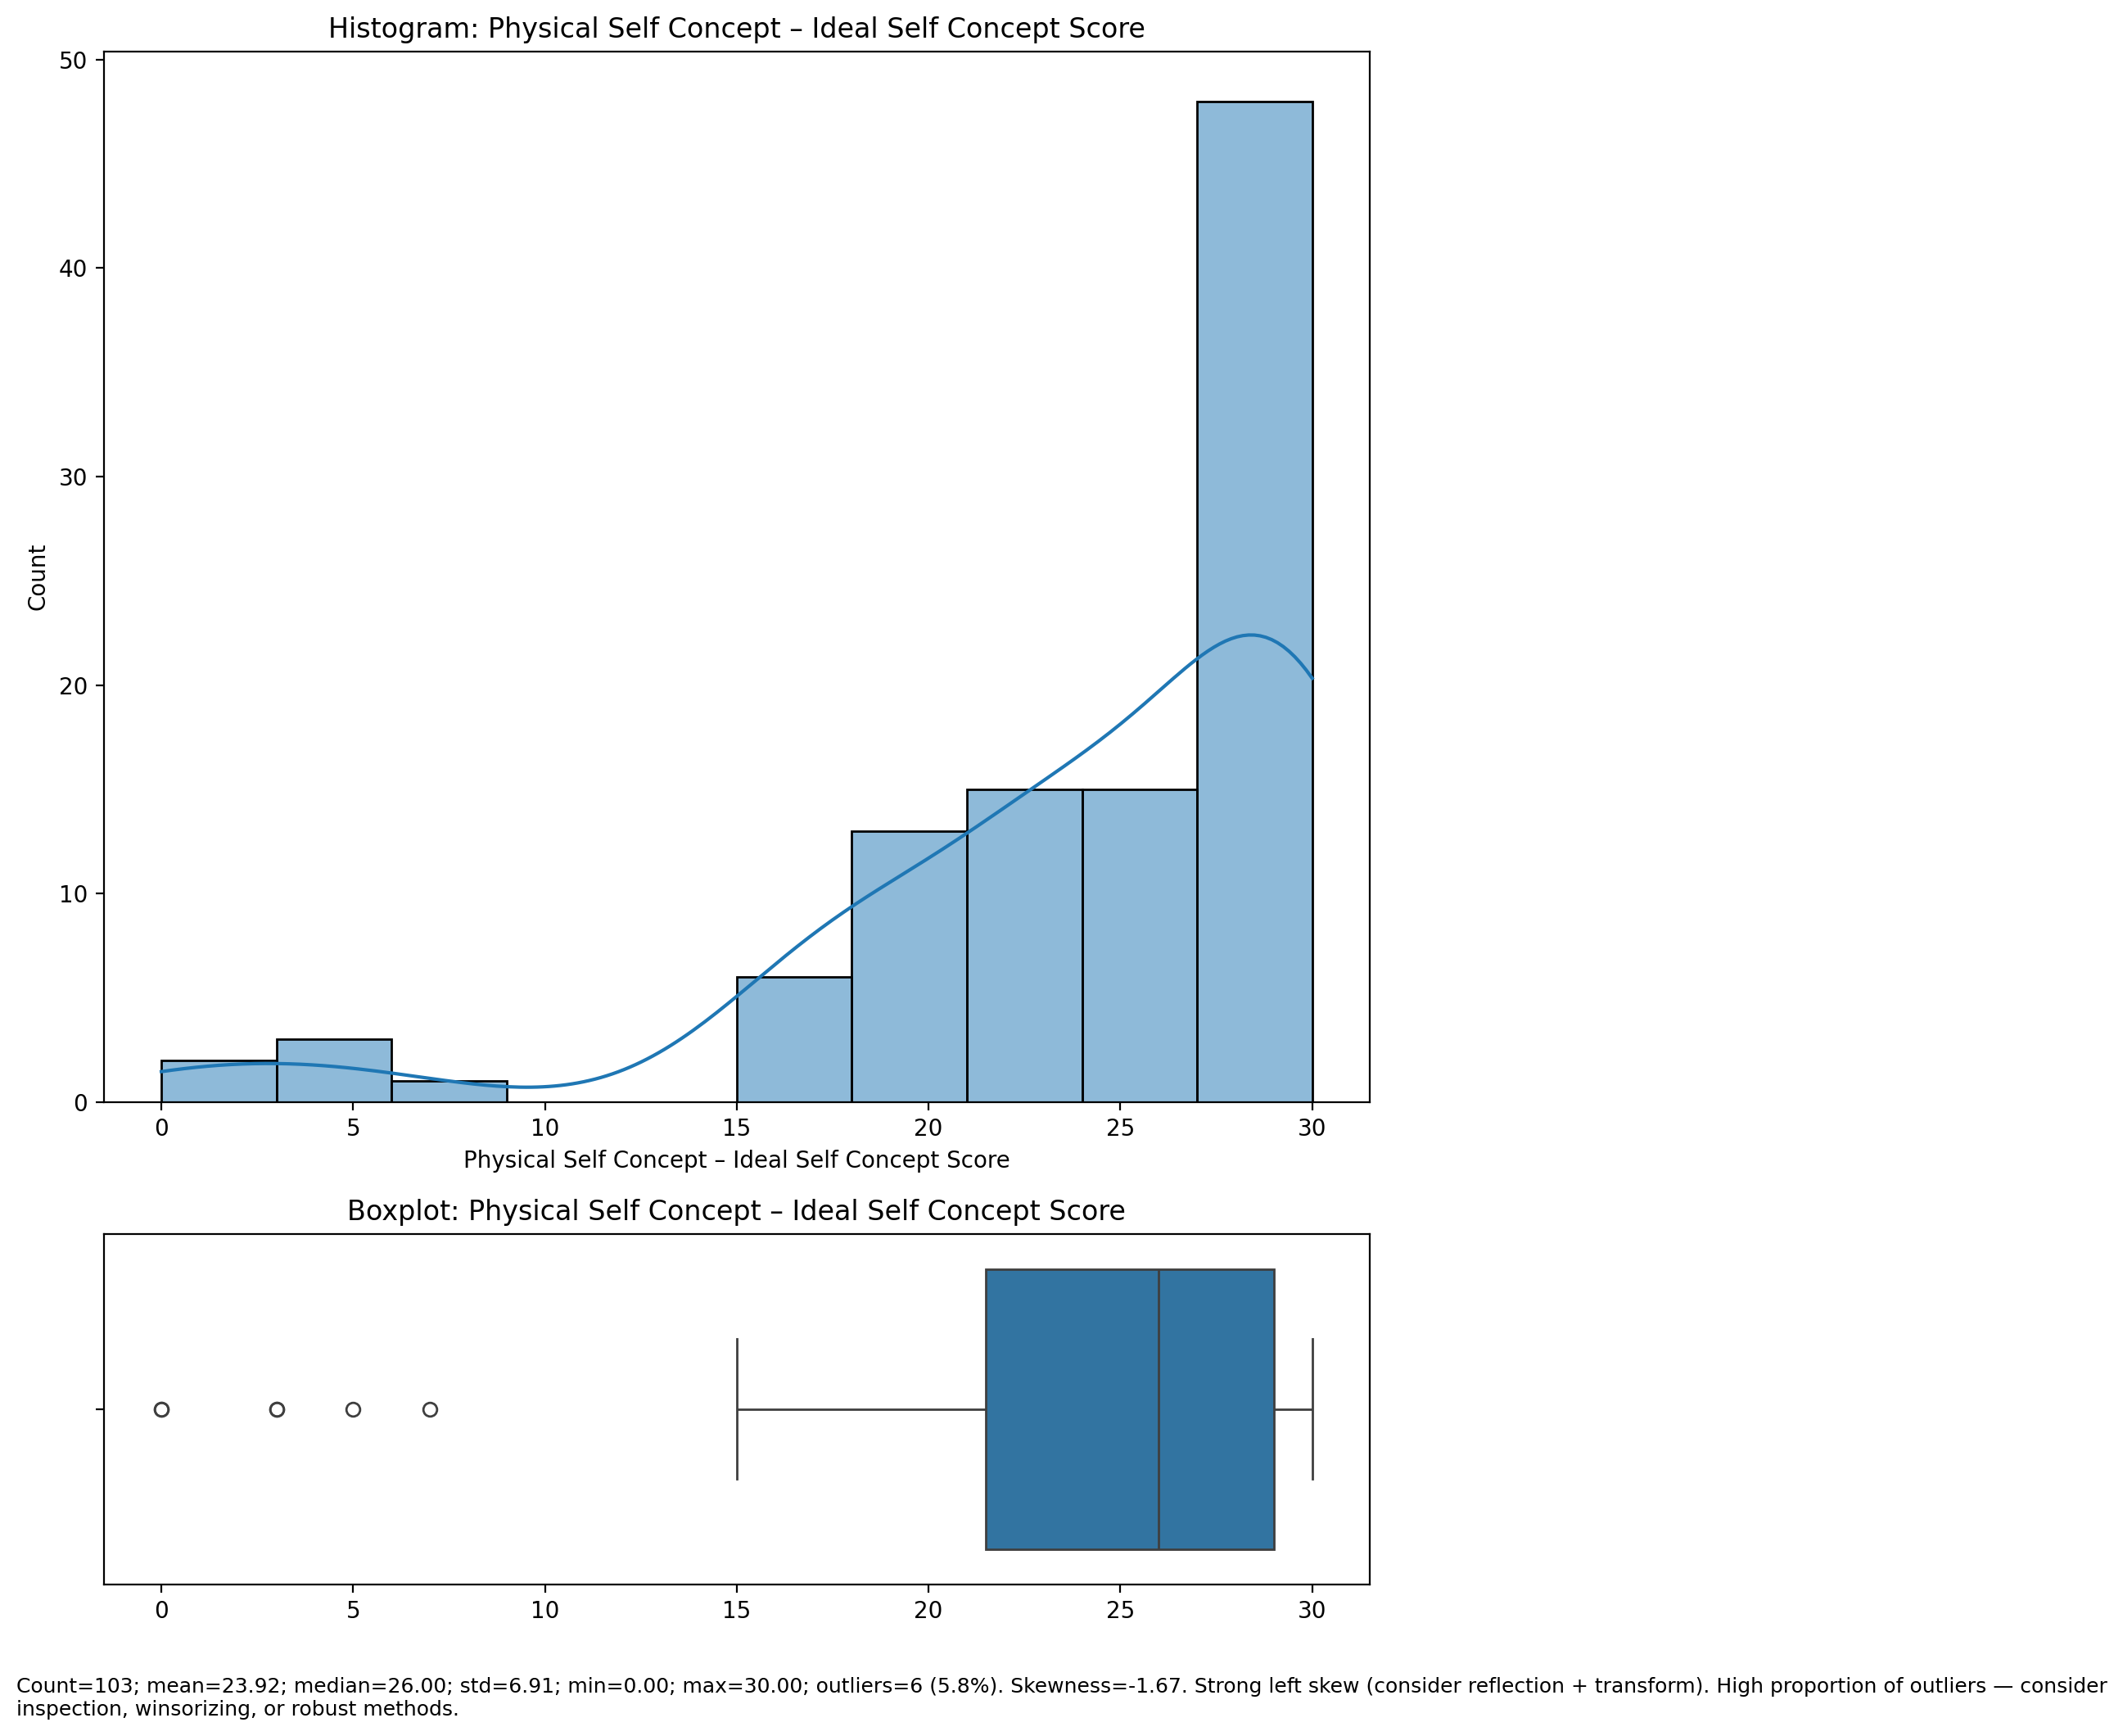 Histogram: Physical Self Concept – Ideal Self Concept Score
50
40
30
20
10
0
Count
0 5 10 15 20 25 30
Physical Self Concept – Ideal Self Concept Score
Boxplot: Physical Self Concept – Ideal Self Concept Score
0 5 10 15 20 25 30
Count=103; mean=23.92; median=26.00; std=6.91; min=0.00; max=30.00; outliers=6 (5.8%). Skewness=-1.67. Strong left skew (consider reflection + transform). High proportion of outliers — consider
inspection, winsorizing, or robust methods.